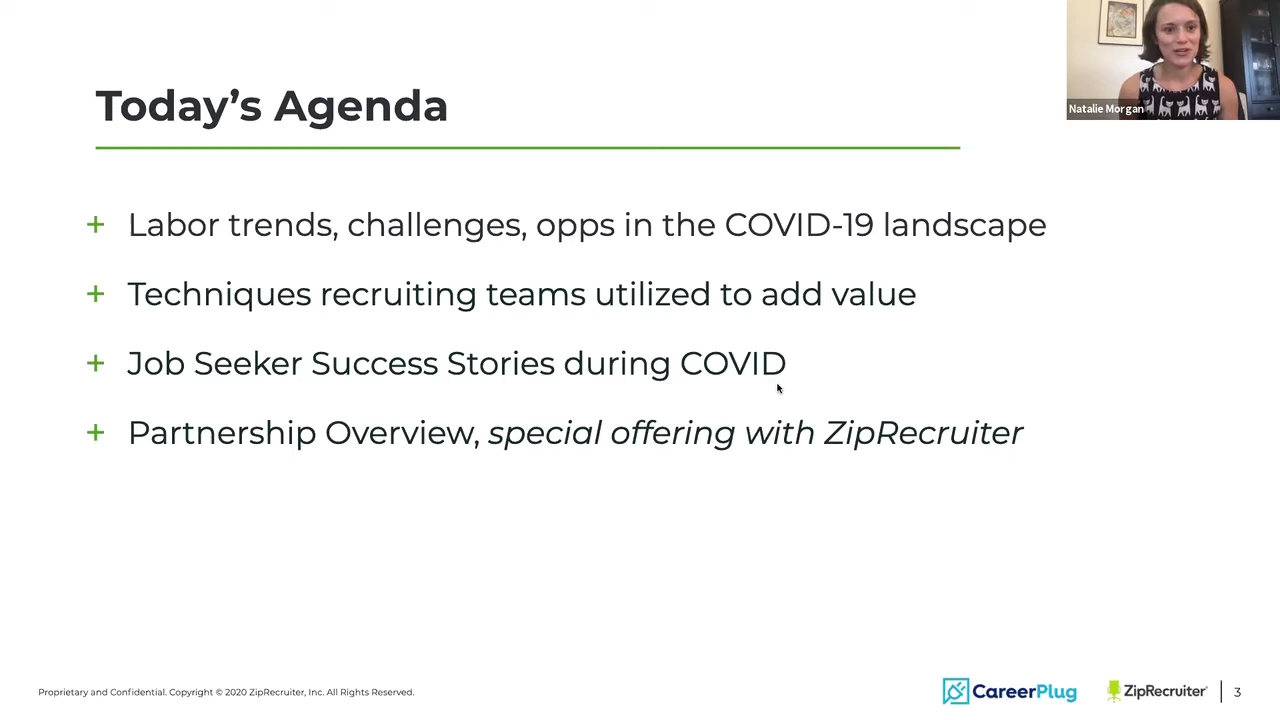 Today’s Agenda
Natalie Morgan
+ Labor trends, challenges, opps in the COVID-19 landscape
+ Techniques recruiting teams utilized to add value
+ Job Seeker Success Stories during COVID
+ Partnership Overview, special offering with ZipRecruiter
Proprietary and Confidential. Copyright © 2020 ZipRecruiter, Inc. All Rights Reserved.
CareerPlug
ZipRecruiter
3